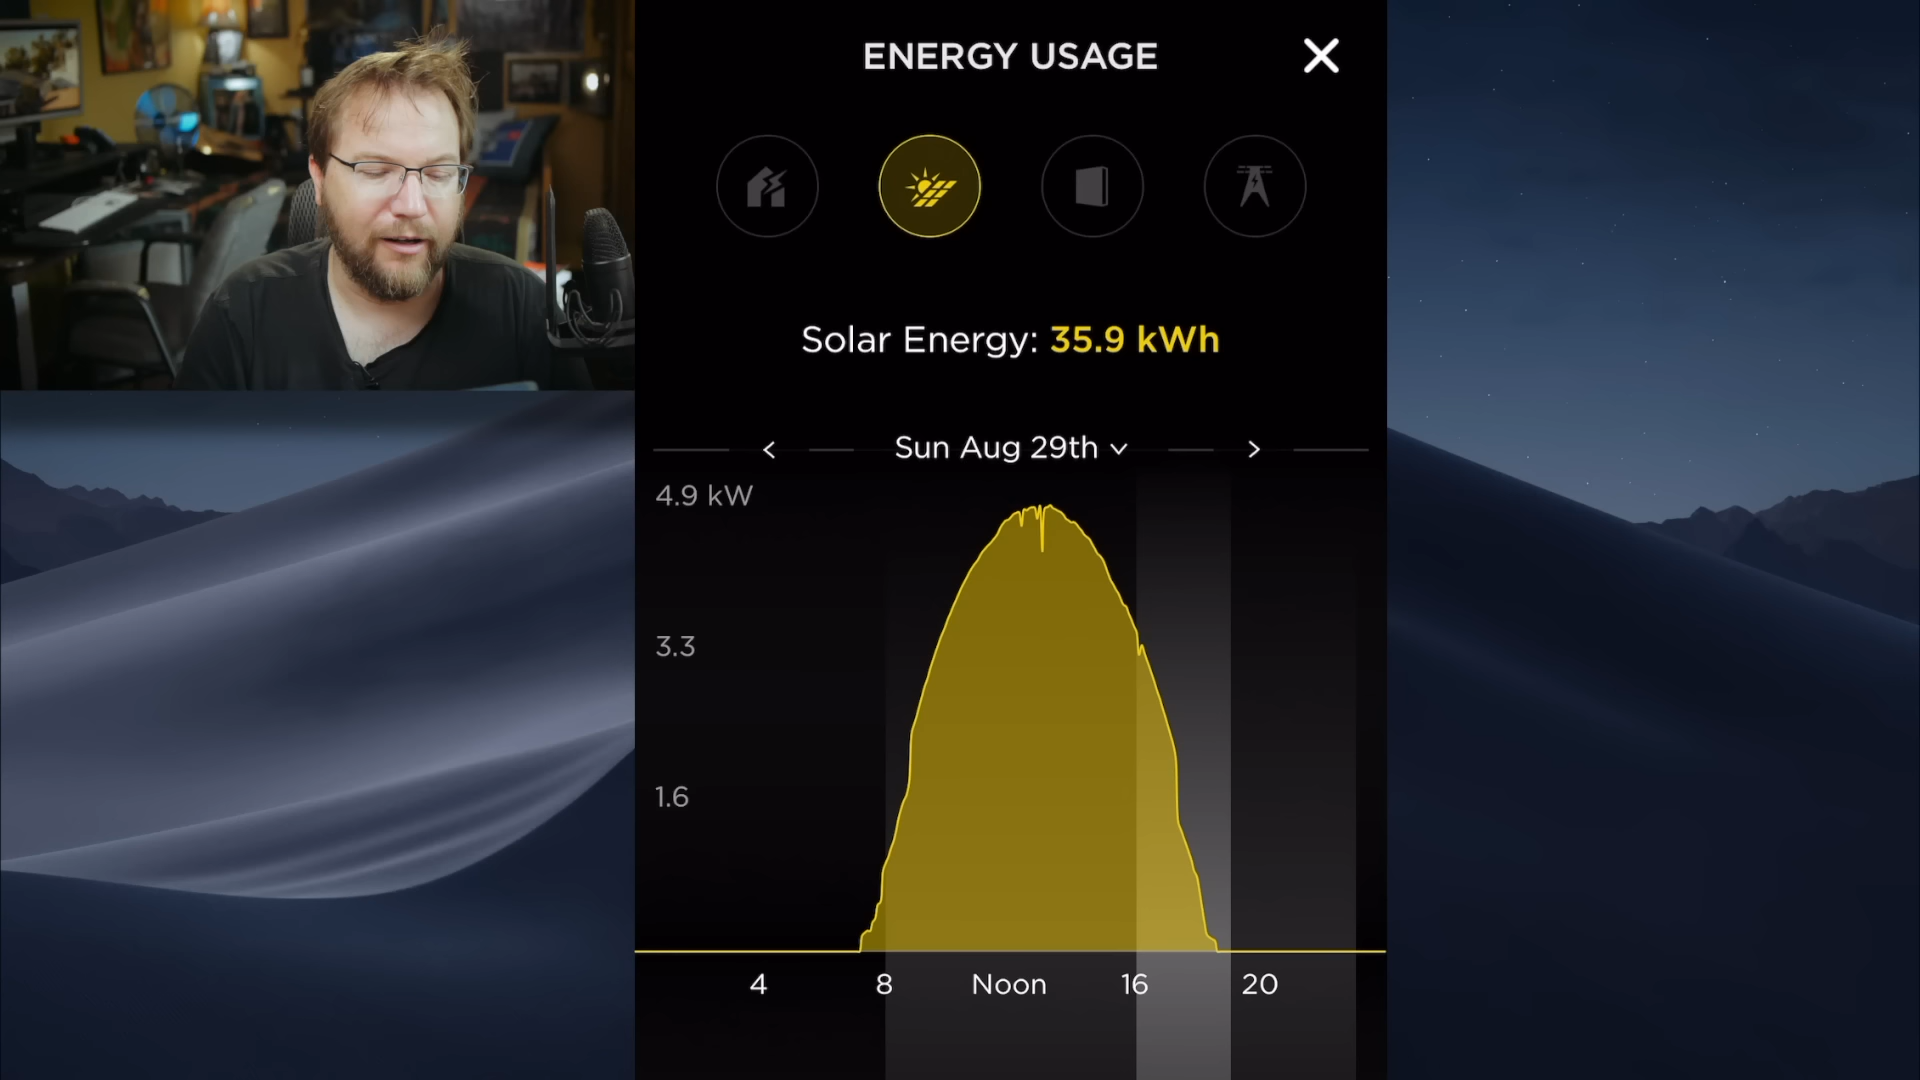 ENERGY USAGE
Solar Energy: 35.9 kWh
Sun Aug 29th
4.9 kW
3.3
1.6
4 8 Noon 16 20